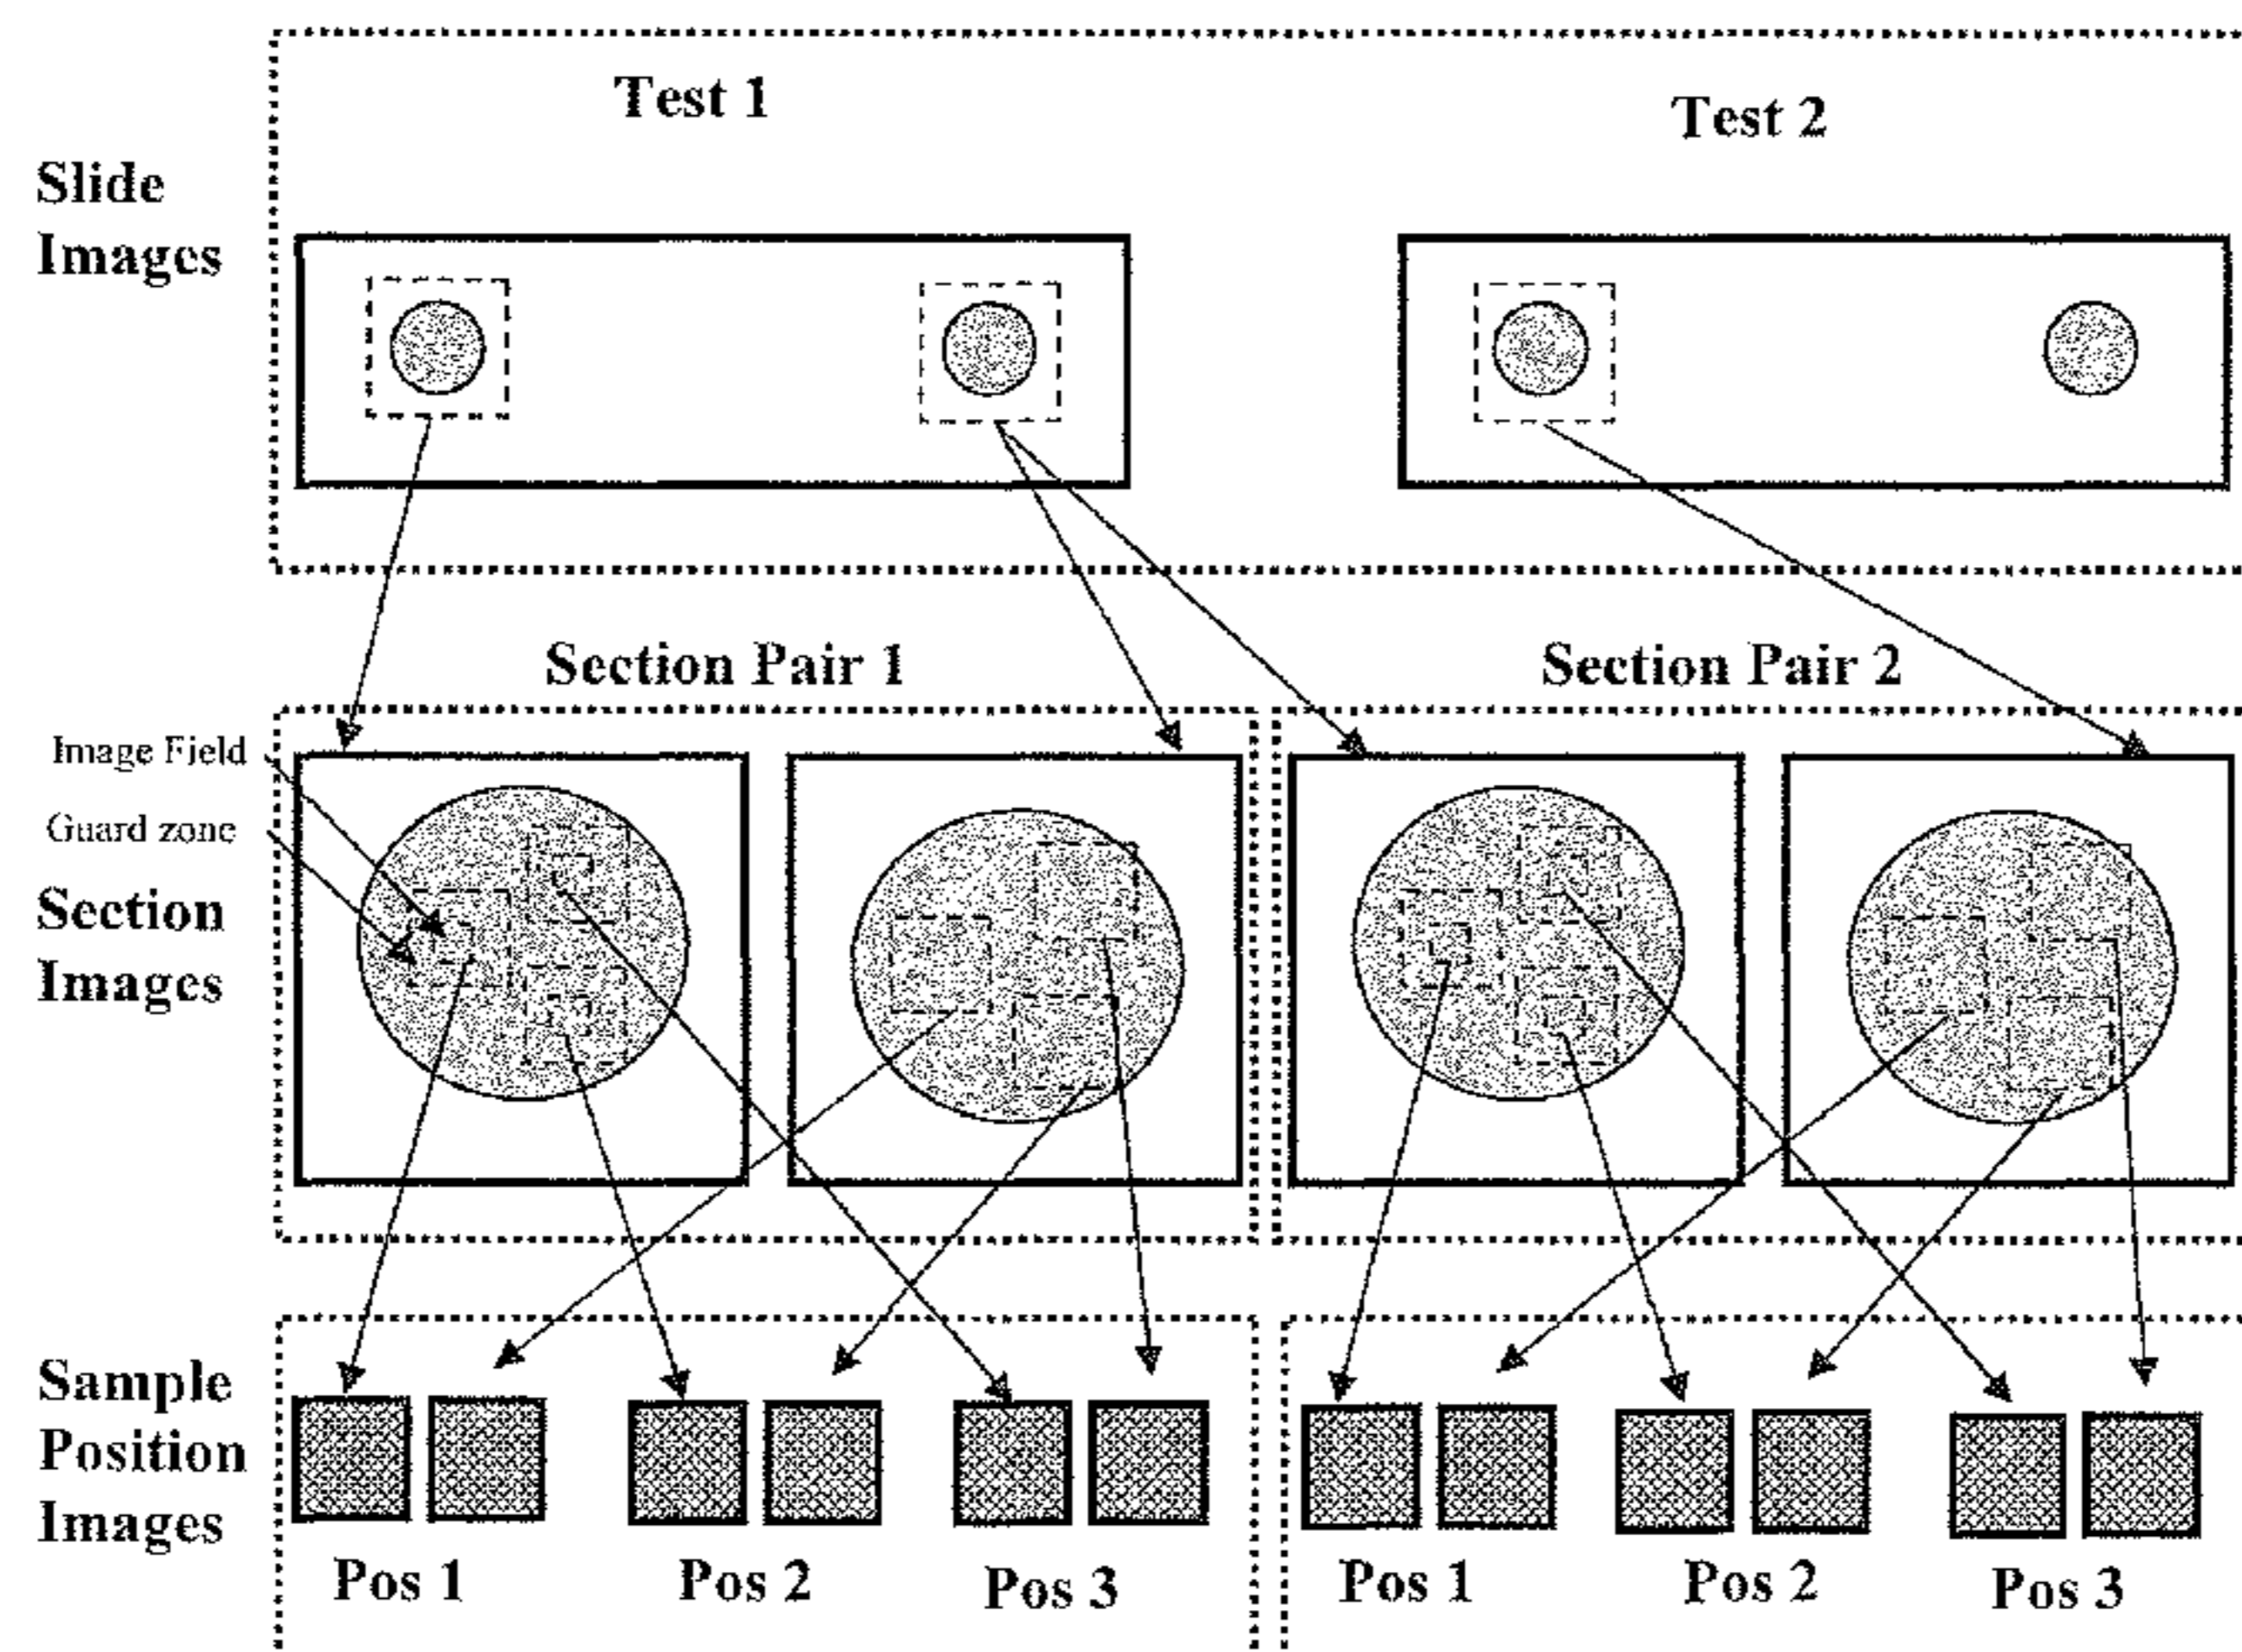 Test 1
Test 2
Slide
Images
Section Pair 1
Section Pair 2
Image Field
Guard zone
Section
Images
Sample
Position
Images
Pos 1
Pos 2
Pos 3
Pos 1
Pos 2
Pos 3